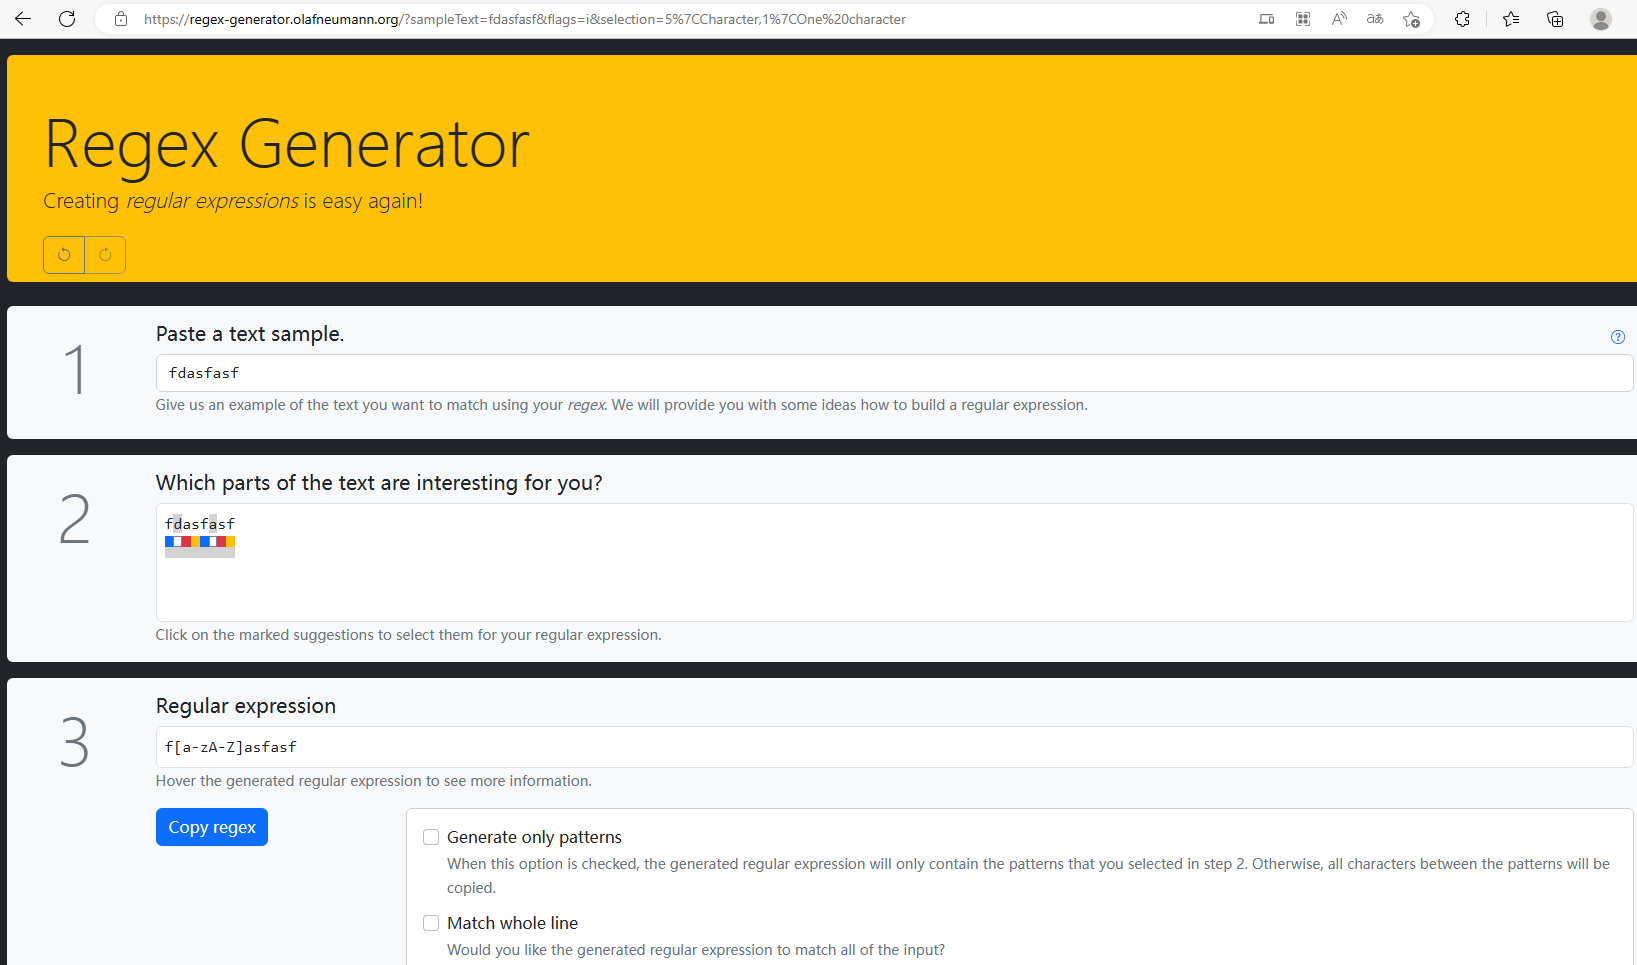 https://regex-generator.olafneumann.org/?sampleText=fdasfasf&flags=i&selection=5%7CCharacter,1%7COne%20character
Regex Generator
Creating regular expressions is easy again!
1
Paste a text sample.
fdasfasf
Give us an example of the text you want to match using your regex. We will provide you with some ideas how to build a regular expression.
2
Which parts of the text are interesting for you?
fdasfasf
Click on the marked suggestions to select them for your regular expression.
3
Regular expression
f[a-zA-Z]asfasf
Hover the generated regular expression to see more information.
Copy regex
Generate only patterns
When this option is checked, the generated regular expression will only contain the patterns that you selected in step 2. Otherwise, all characters between the patterns will be
copied.
Match whole line
Would you like the generated regular expression to match all of the input?